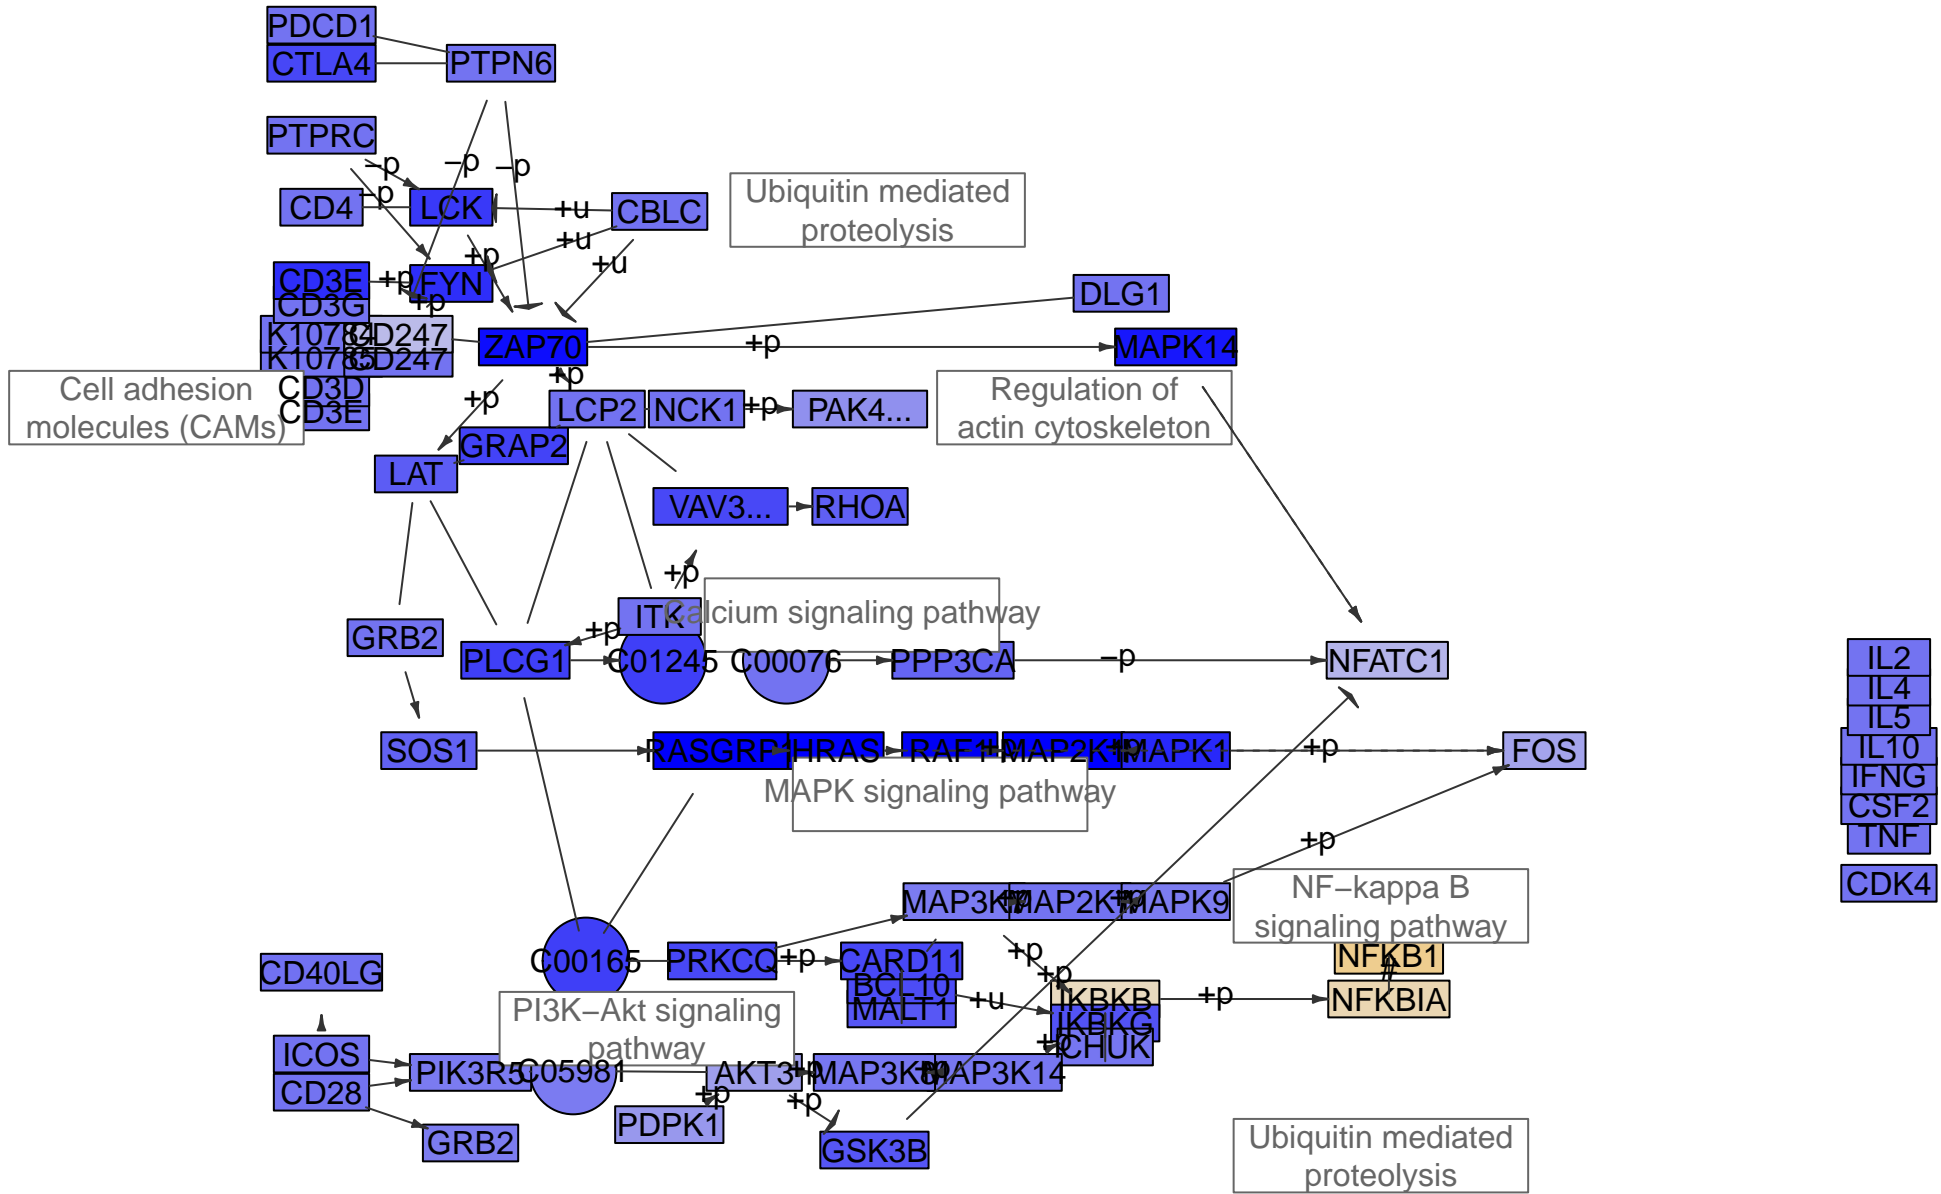 PDCD1
CTLA4
PTPN6
PTPRC
–p
–p
–p
–p
CD4
LCK
+u
CBLC
Ubiquitin mediated
proteolysis
+u
+p
+u
CD3E
+p
FYN
CD3G
+p
DLG1
CD247
ZAP70
+p
MAPK14
CD247
CD3D
CD3E
Cell adhesion
molecules (CAMs)
+p
+p
LCP2
NCK1
+p
PAK4...
Regulation of
actin cytoskeleton
GRAP2
LAT
VAV3...
RHOA
+p
ITK
Calcium signaling pathway
GRB2
+p
PLCG1
C01245
C00076
PPP3CA
–p
NFATC1
IL2
IL4
IL5
IL10
IFNG
CSF2
TNF
CDK4
SOS1
RASGRP1
HRAS
RAF1
MAP2K1
MAPK1
+p
FOS
MAPK signaling pathway
+p
MAPK9
NF–kappa B
signaling pathway
+p
+p
C00165
PRKCQ
+p
CARD11
BCL10
MALT1
+u
IKBKB
IKBKG
CHUK
+p
+p
NFKB1
NFKBIA
CD40LG
PI3K–Akt signaling
pathway
ICOS
CD28
PIK3R5
C05981
AKT3
+p
MAP3K8
+p
MAP3K14
+p
+p
PDPK1
GRB2
GSK3B
Ubiquitin mediated
proteolysis